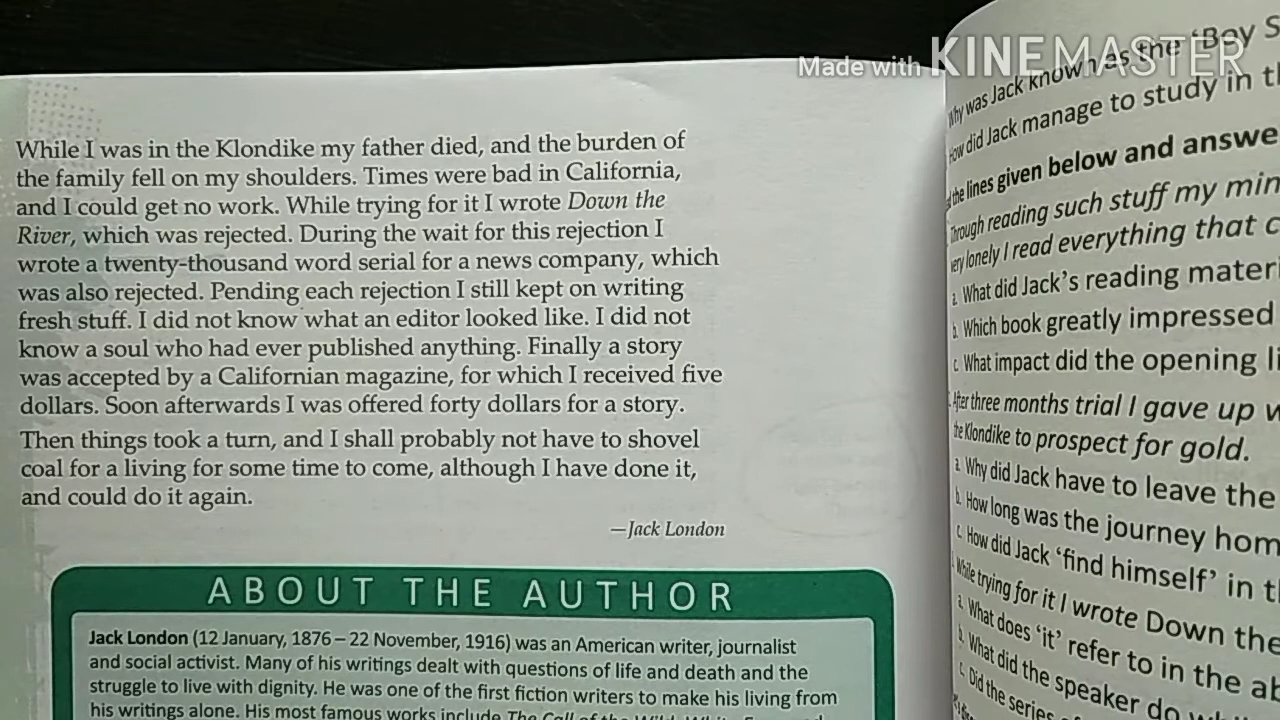 Made with KINEMASTER
While I was in the Klondike my father died, and the burden of
the family fell on my shoulders. Times were bad in California,
and I could get no work. While trying for it I wrote Down the
River, which was rejected. During the wait for this rejection I
wrote a twenty-thousand word serial for a news company, which
was also rejected. Pending each rejection I still kept on writing
fresh stuff. I did not know what an editor looked like. I did not
know a soul who had ever published anything. Finally a story
was accepted by a Californian magazine, for which I received five
dollars. Soon afterwards I was offered forty dollars for a story.
Then things took a turn, and I shall probably not have to shovel
coal for a living for some time to come, although I have done it,
and could do it again.
—Jack London
ABOUT THE AUTHOR
Jack London (12 January, 1876 – 22 November, 1916) was an American writer, journalist
and social activist. Many of his writings dealt with questions of life and death and the
struggle to live with dignity. He was one of the first fiction writers to make his living from
his writings alone. His most famous works include The Call of the Wild, White
Why was Jack known as the ‘Boy S
How did Jack manage to study in
the lines given below and answe
Through reading such stuff my min
very lonely I read everything that c
a. What did Jack’s reading materi
b. Which book greatly impressed
c. What impact did the opening li
After three months trial I gave up w
the Klondike to prospect for gold.
a. Why did Jack have to leave the
b. How long was the journey hom
c. How did Jack ‘find himself’ in
While trying for it I wrote Down the
a. What does ‘it’ refer to in the ab
b. What did the speaker do
c. Did the series